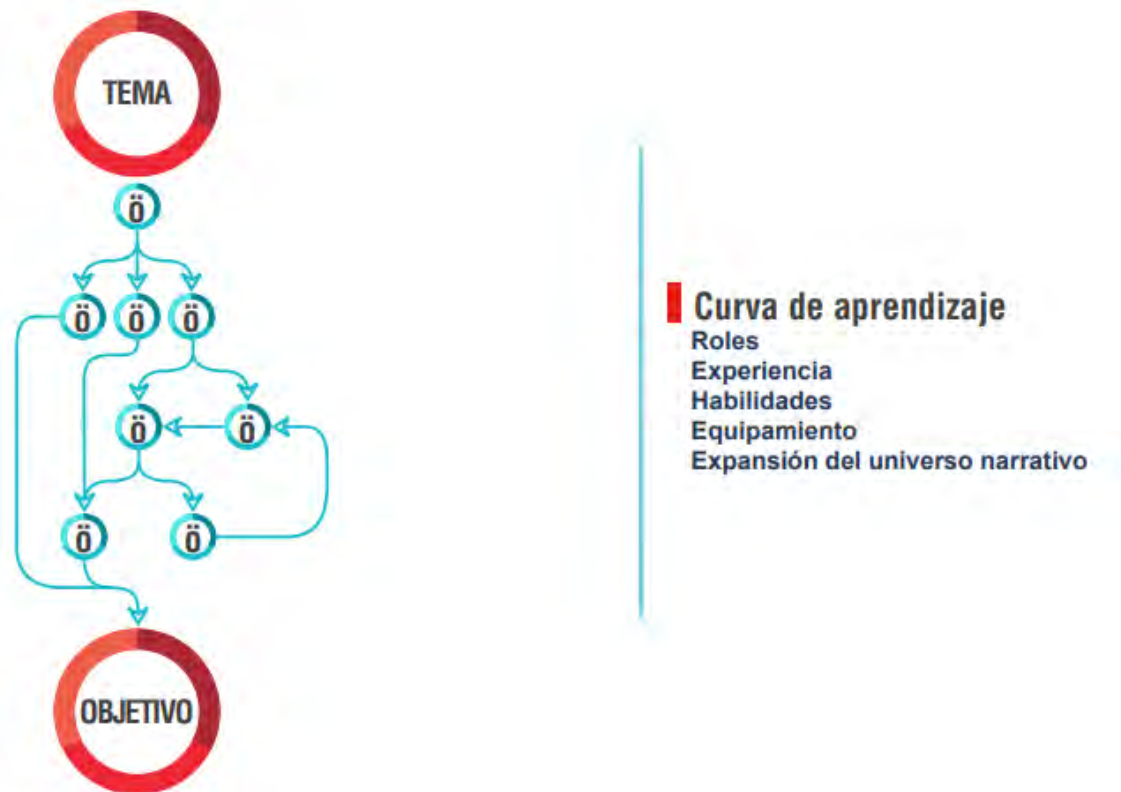 TEMA
Ö
Ö Ö Ö
Ö Ö
Ö Ö
OBJETIVO
Curva de aprendizaje
Roles
Experiencia
Habilidades
Equipamiento
Expansión del universo narrativo